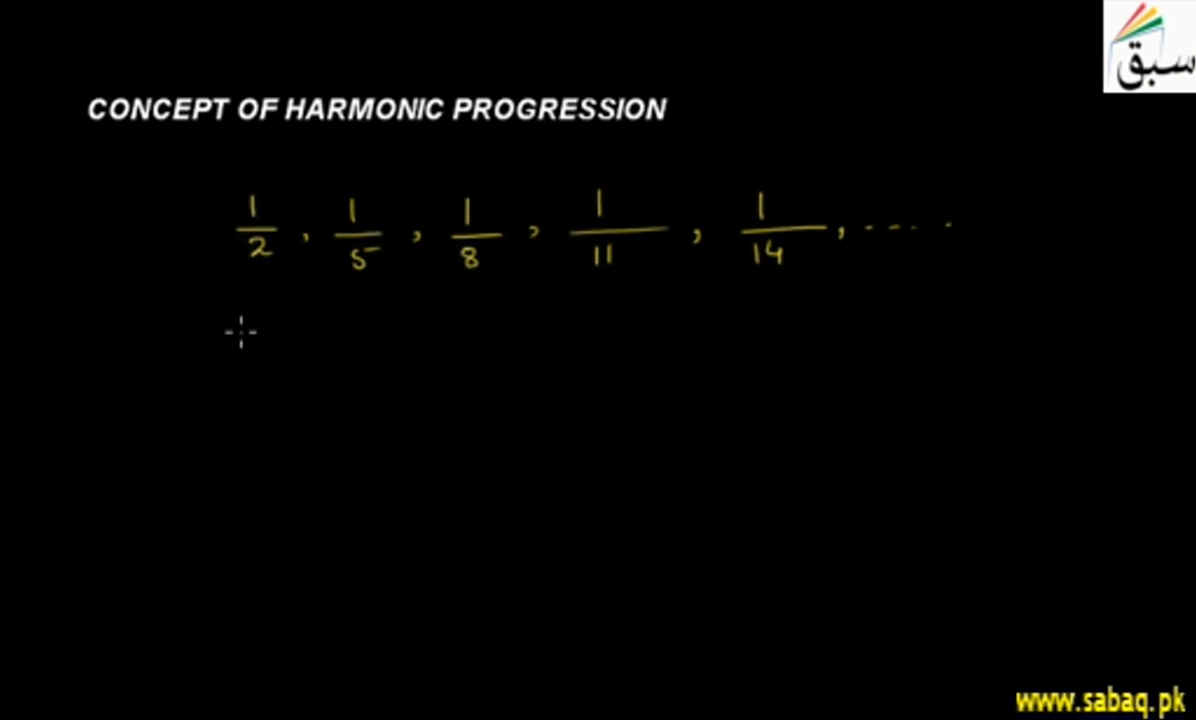 سبق
CONCEPT OF HARMONIC PROGRESSION
1/2, 1/5, 1/8, 1/11, 1/14, ....
www.sabaq.pk